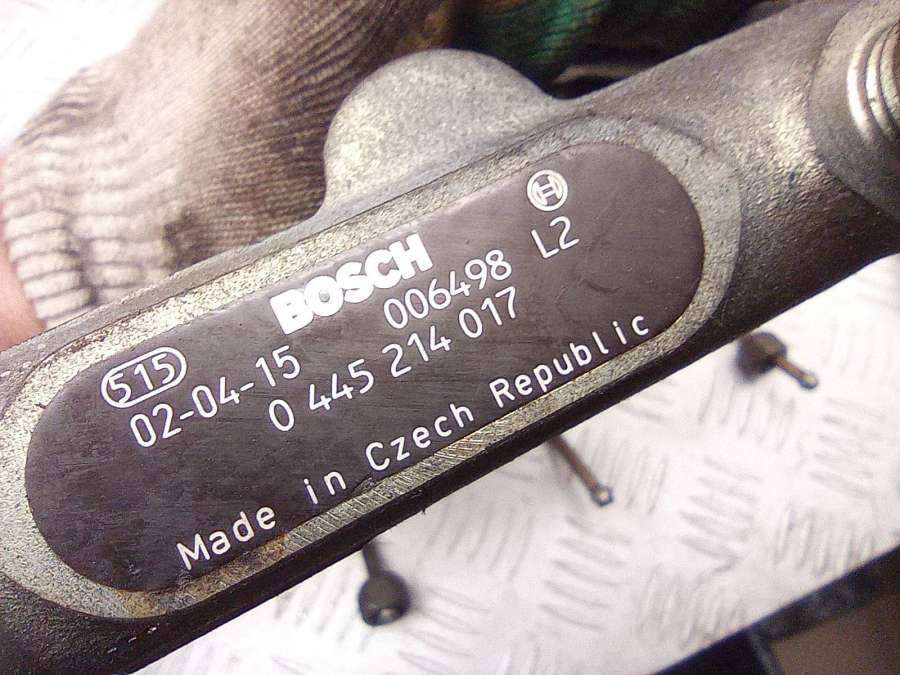 BOSCH
515
02-04-15 006498 L2
0 445 214 017
Made in Czech Republic